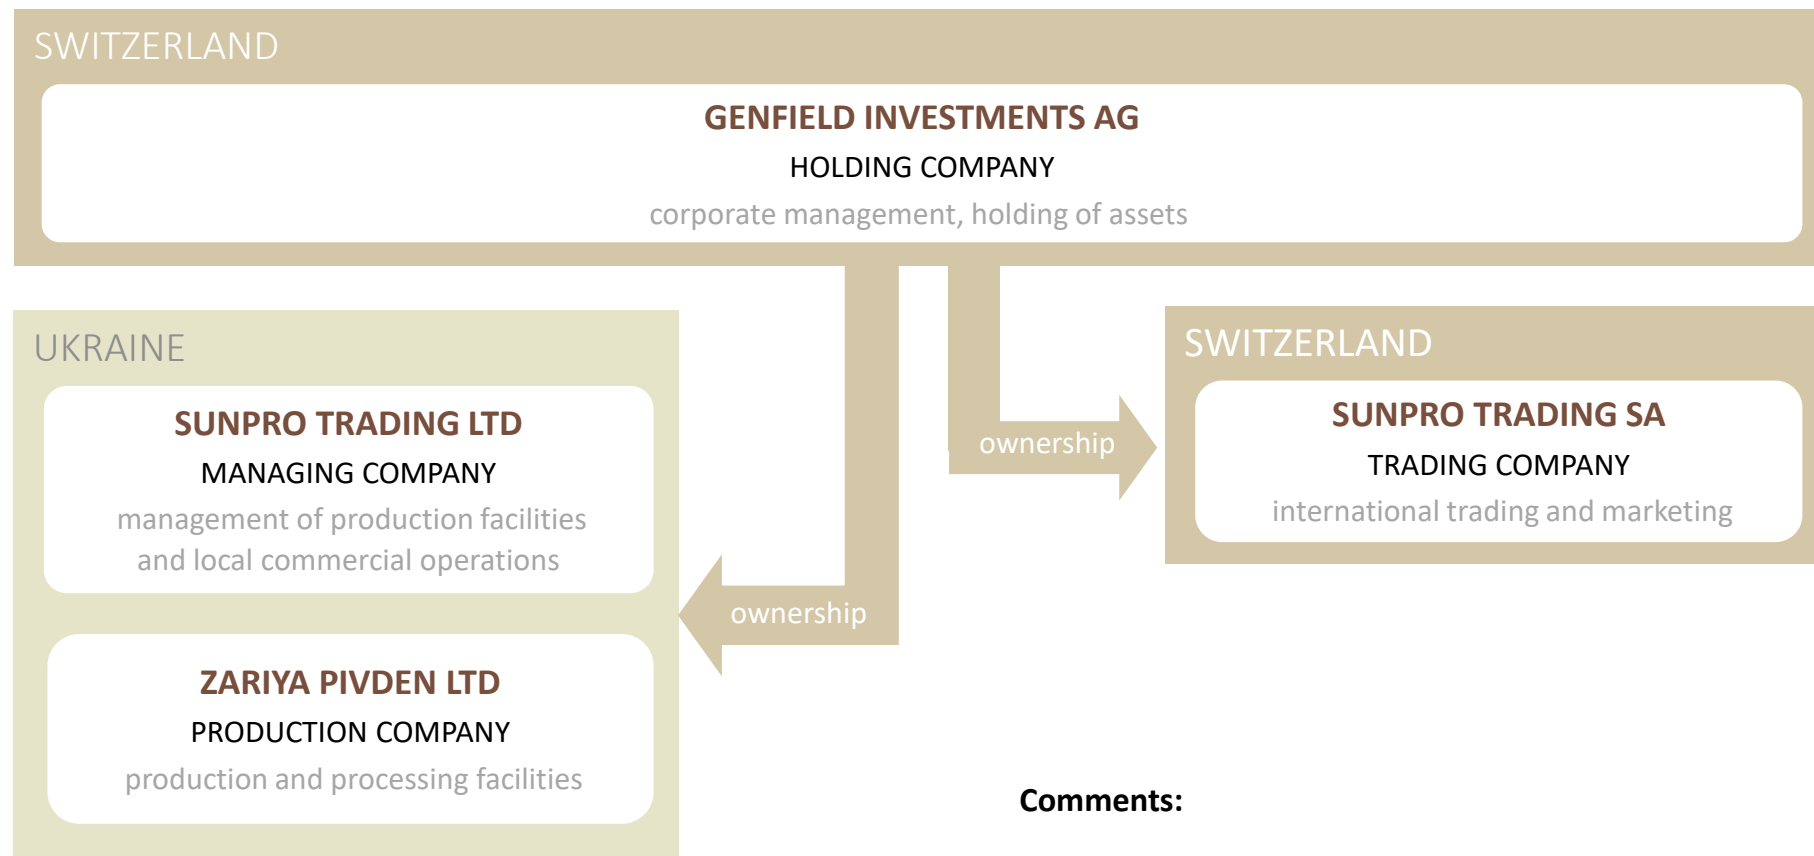 SWITZERLAND
GENFIELD INVESTMENTS AG
HOLDING COMPANY
corporate management, holding of assets
UKRAINE
SUNPRO TRADING LTD
MANAGING COMPANY
management of production facilities
and local commercial operations
ownership
ZARIYA PIVDEN LTD
PRODUCTION COMPANY
production and processing facilities
SWITZERLAND
SUNPRO TRADING SA
TRADING COMPANY
international trading and marketing
ownership
Comments: